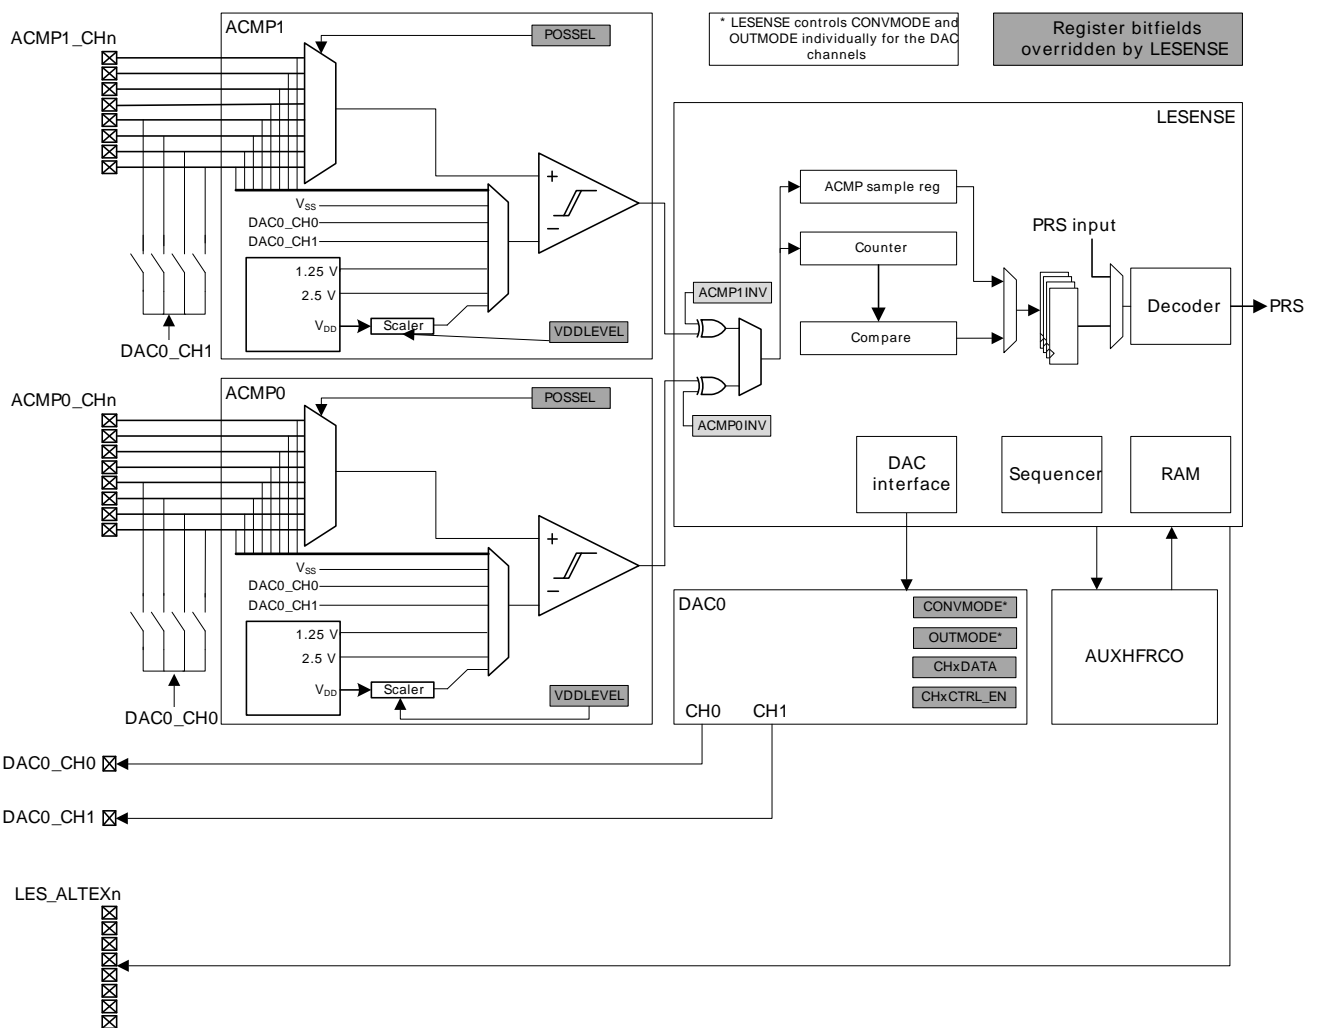 ACMP1_CHn
ACMP1
POSSEL
* LESENSE controls CONVMODE and
OUTMODE individually for the DAC
channels
Register bitfields
overridden by LESENSE
LESENSE
VSS
DAC0_CH0
DAC0_CH1
1.25 V
2.5 V
VDD
Scaler
VDDLEVEL
DAC0_CH1
+
−
ACMP sample reg
Counter
Compare
PRS input
Decoder
PRS
ACMP1INV
ACMP0INV
DAC
interface
Sequencer
RAM
ACMP0_CHn
ACMP0
POSSEL
VSS
DAC0_CH0
DAC0_CH1
1.25 V
2.5 V
VDD
Scaler
VDDLEVEL
DAC0_CH0
+
−
DAC0
CONVMODE*
OUTMODE*
CHxDATA
CHxCTRL_EN
CH0
CH1
AUXHFRCO
DAC0_CH0
DAC0_CH1
LES_ALTEXn